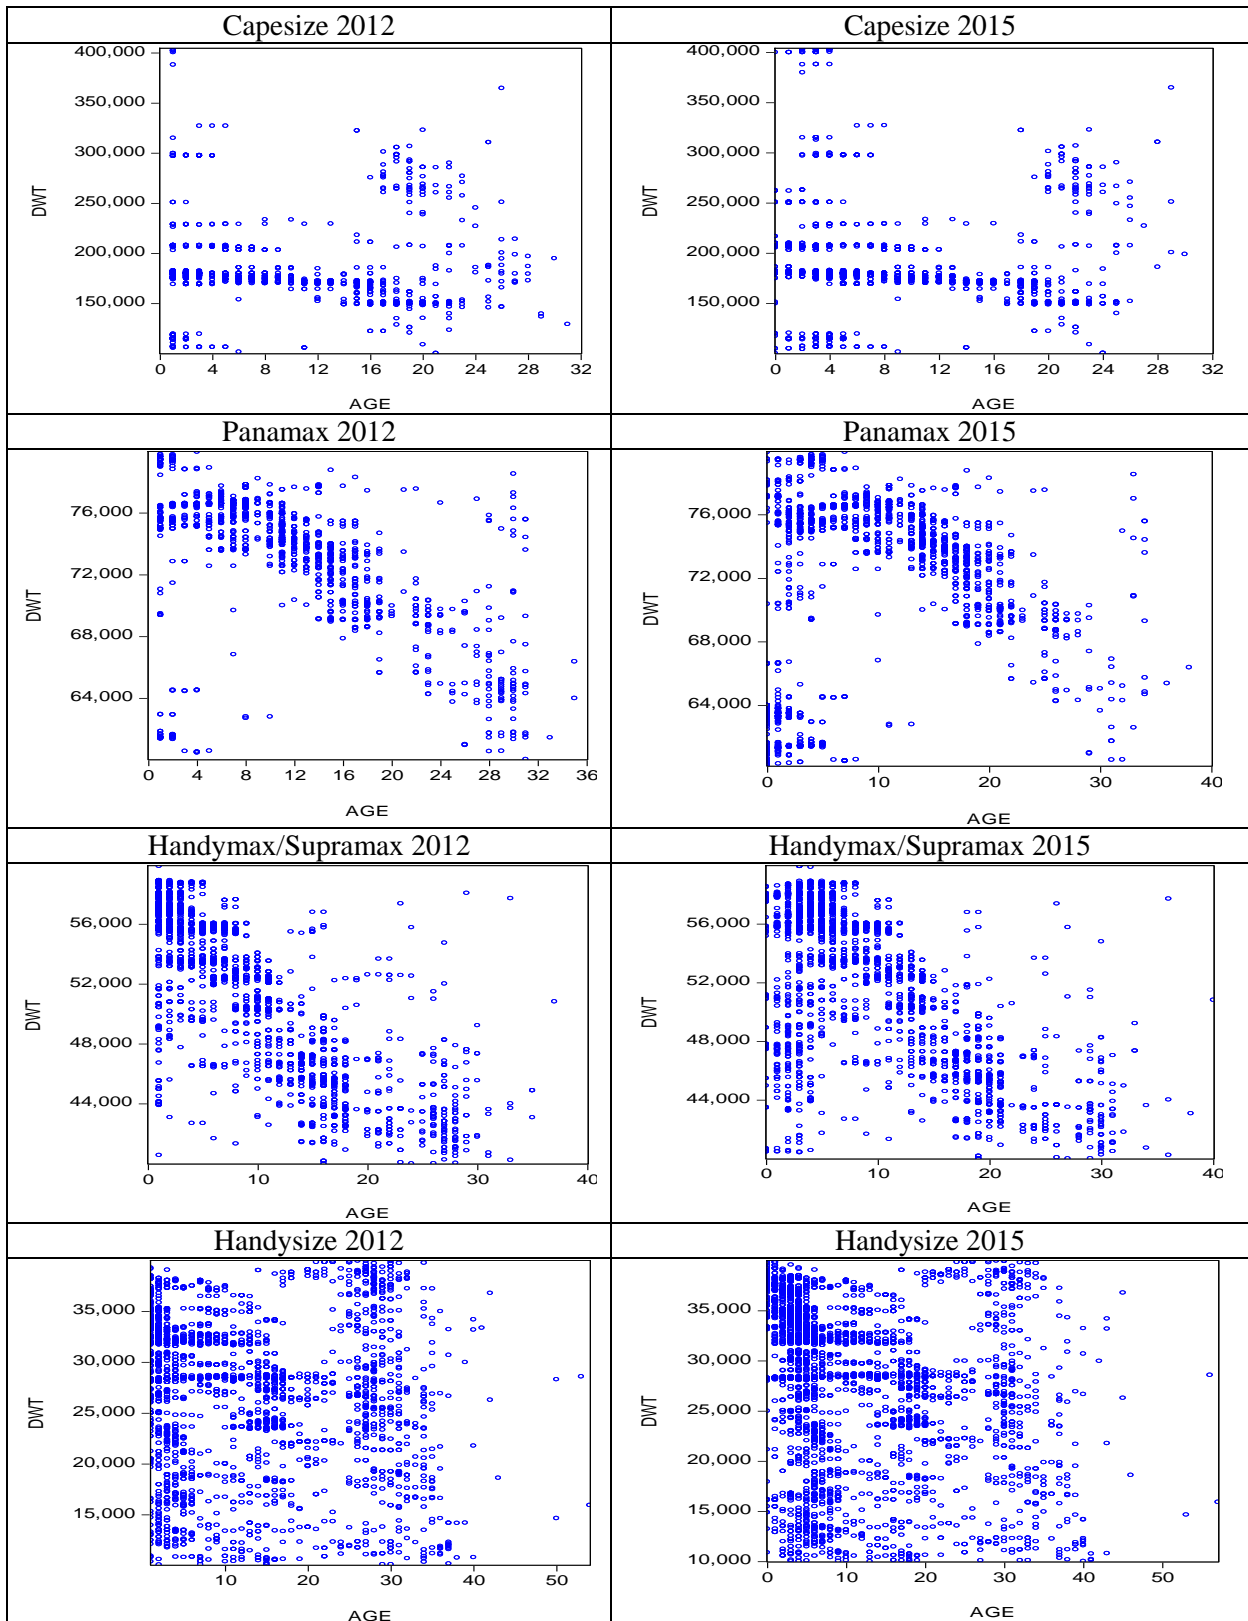 Capesize 2012
Capesize 2015
400,000
350,000
300,000
250,000
200,000
150,000
DWT
0 4 8 12 16 20 24 28 32
AGE
400,000
350,000
300,000
250,000
200,000
150,000
DWT
0 4 8 12 16 20 24 28 32
AGE
Panamax 2012
Panamax 2015
76,000
72,000
68,000
64,000
DWT
0 4 8 12 16 20 24 28 32 36
AGE
76,000
72,000
68,000
64,000
DWT
0 10 20 30 40
AGE
Handymax/Supramax 2012
Handymax/Supramax 2015
56,000
52,000
48,000
44,000
DWT
0 10 20 30 40
AGE
56,000
52,000
48,000
44,000
DWT
0 10 20 30 40
AGE
Handysize 2012
Handysize 2015
35,000
30,000
25,000
20,000
15,000
DWT
10 20 30 40 50
AGE
35,000
30,000
25,000
20,000
15,000
10,000
DWT
0 10 20 30 40 50
AGE